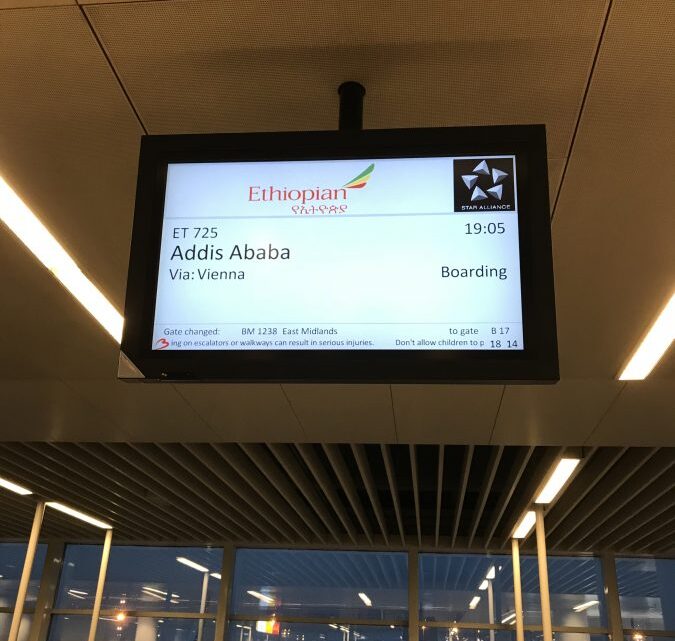 Ethiopian
የኢትዮጵያ
STAR ALLIANCE
ET 725 19:05
Addis Ababa
Via: Vienna Boarding
Gate changed: BM 1238 East Midlands to gate B 17
ing on escalators or walkways can result in serious injuries. Don't allow children to p 18 14